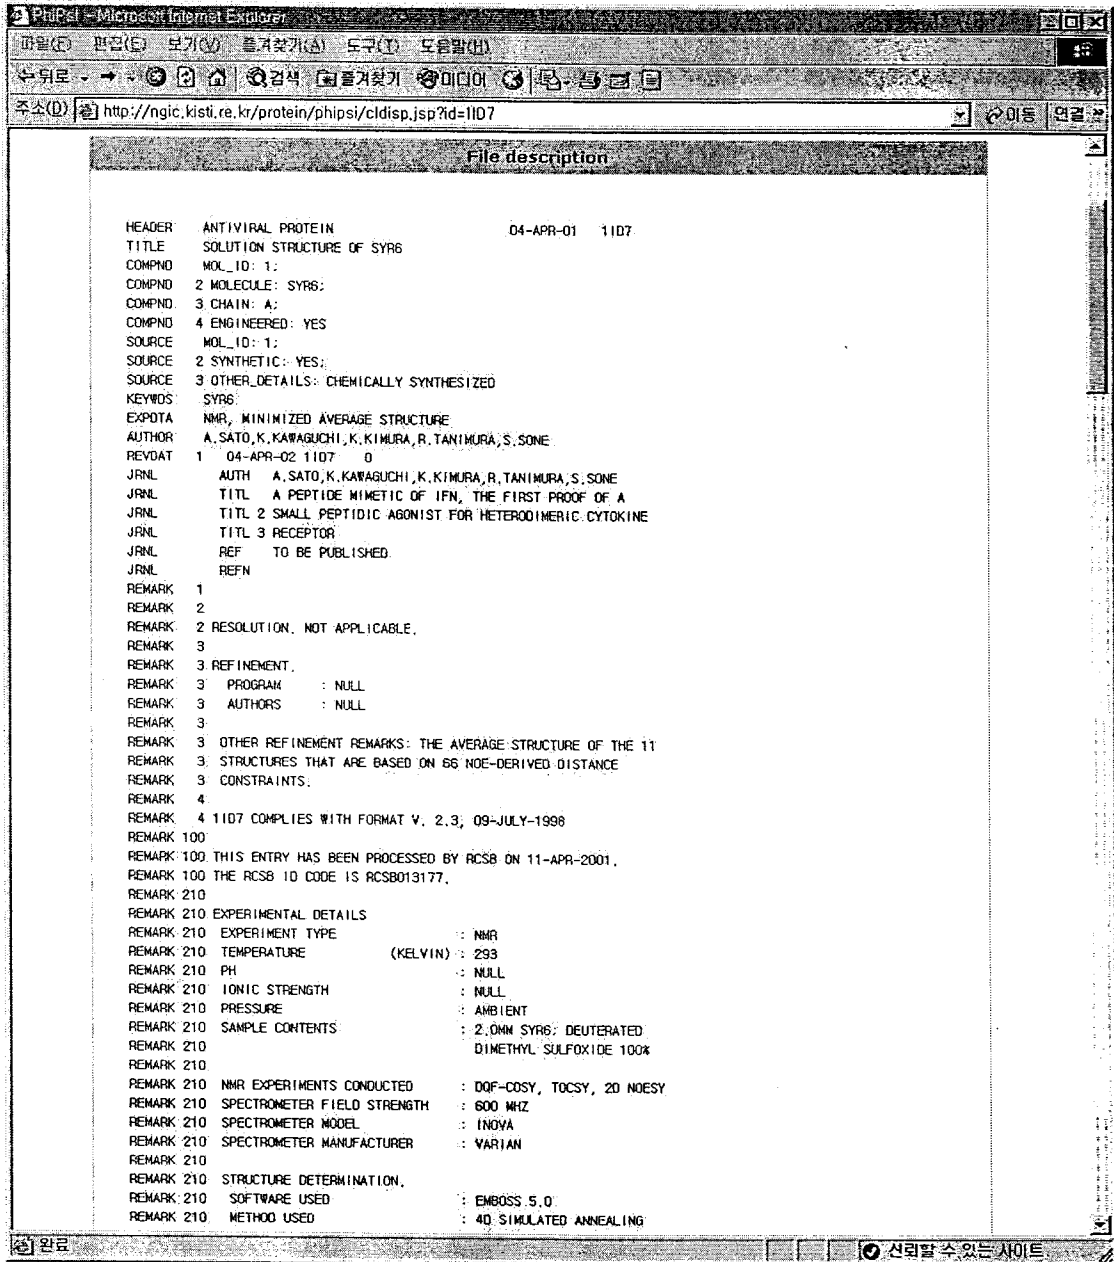 PhiPsi - Microsoft Internet Explorer
파일(F) 편집(E) 보기(V) 즐겨찾기(A) 도구(T) 도움말(H)
뒤로 검색 즐겨찾기 미디어
주소(D) http://ngic.kisti.re.kr/protein/phipsi/cldisp.jsp?id=1ID7 이동 연결
File description
HEADER ANTIVIRAL PROTEIN 04-APR-01 1ID7
TITLE SOLUTION STRUCTURE OF SYR6
COMPND MOL_ID: 1;
COMPND 2 MOLECULE: SYR6;
COMPND 3 CHAIN: A;
COMPND 4 ENGINEERED: YES
SOURCE MOL_ID: 1;
SOURCE 2 SYNTHETIC: YES;
SOURCE 3 OTHER_DETAILS: CHEMICALLY SYNTHESIZED
KEYWDS SYR6
EXPDTA NMR, MINIMIZED AVERAGE STRUCTURE
AUTHOR A.SATO,K.KAWAGUCHI,K.KIMURA,R.TANIMURA,S.SONE
REVDAT 1 04-APR-02 1ID7 0
JRNL AUTH A.SATO,K.KAWAGUCHI,K.KIMURA,R.TANIMURA,S.SONE
JRNL TITL A PEPTIDE MIMETIC OF IFN, THE FIRST PROOF OF A
JRNL TITL 2 SMALL PEPTIDIC AGONIST FOR HETERODIMERIC CYTOKINE
JRNL TITL 3 RECEPTOR
JRNL REF TO BE PUBLISHED
JRNL REFN
REMARK 1
REMARK 2
REMARK 2 RESOLUTION. NOT APPLICABLE.
REMARK 3
REMARK 3 REFINEMENT.
REMARK 3 PROGRAM : NULL
REMARK 3 AUTHORS : NULL
REMARK 3
REMARK 3 OTHER REFINEMENT REMARKS: THE AVERAGE STRUCTURE OF THE 11
REMARK 3 STRUCTURES THAT ARE BASED ON 66 NOE-DERIVED DISTANCE
REMARK 3 CONSTRAINTS.
REMARK 4
REMARK 4 1ID7 COMPLIES WITH FORMAT V. 2.3, 09-JULY-1998
REMARK 100
REMARK 100 THIS ENTRY HAS BEEN PROCESSED BY RCSB ON 11-APR-2001.
REMARK 100 THE RCSB ID CODE IS RCSB013177.
REMARK 210
REMARK 210 EXPERIMENTAL DETAILS
REMARK 210 EXPERIMENT TYPE : NMR
REMARK 210 TEMPERATURE (KELVIN) : 293
REMARK 210 PH : NULL
REMARK 210 IONIC STRENGTH : NULL
REMARK 210 PRESSURE : AMBIENT
REMARK 210 SAMPLE CONTENTS : 2.0MM SYR6; DEUTERATED
REMARK 210 DIMETHYL SULFOXIDE 100%
REMARK 210
REMARK 210 NMR EXPERIMENTS CONDUCTED : DQF-COSY, TOCSY, 2D NOESY
REMARK 210 SPECTROMETER FIELD STRENGTH : 600 MHZ
REMARK 210 SPECTROMETER MODEL : INOVA
REMARK 210 SPECTROMETER MANUFACTURER : VARIAN
REMARK 210
REMARK 210 STRUCTURE DETERMINATION.
REMARK 210 SOFTWARE USED : EMBOSS 5.0
REMARK 210 METHOD USED : 4D SIMULATED ANNEALING
완료 신뢰할 수 있는 사이트